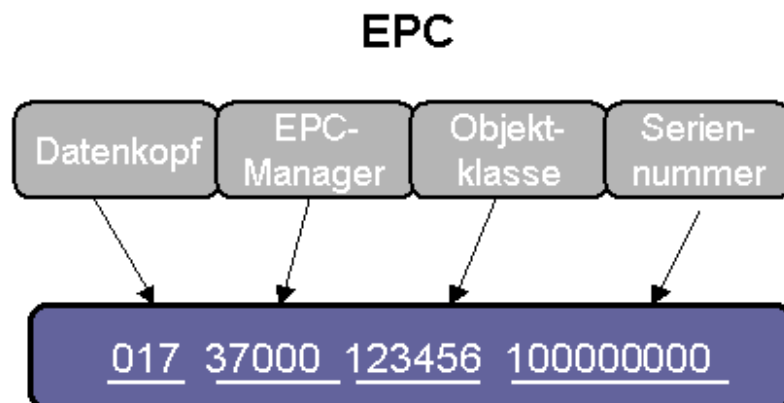 EPC
Datenkopf
EPC-
Manager
Objekt-
klasse
Serien-
nummer
017 37000 123456 100000000